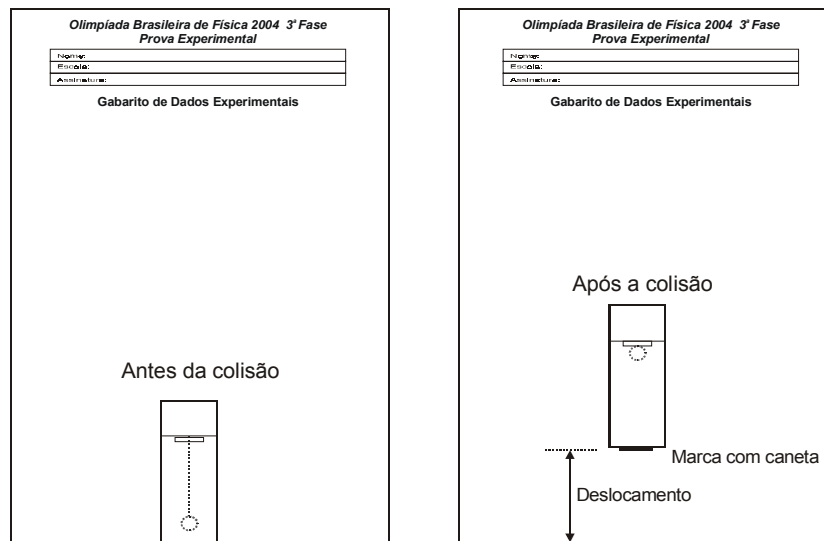 Olimpíada Brasileira de Física 2004 3ª Fase
Prova Experimental
Nome:
Escola:
Assinatura:
Gabarito de Dados Experimentais
Antes da colisão
Olimpíada Brasileira de Física 2004 3ª Fase
Prova Experimental
Nome:
Escola:
Assinatura:
Gabarito de Dados Experimentais
Após a colisão
Marca com caneta
Deslocamento